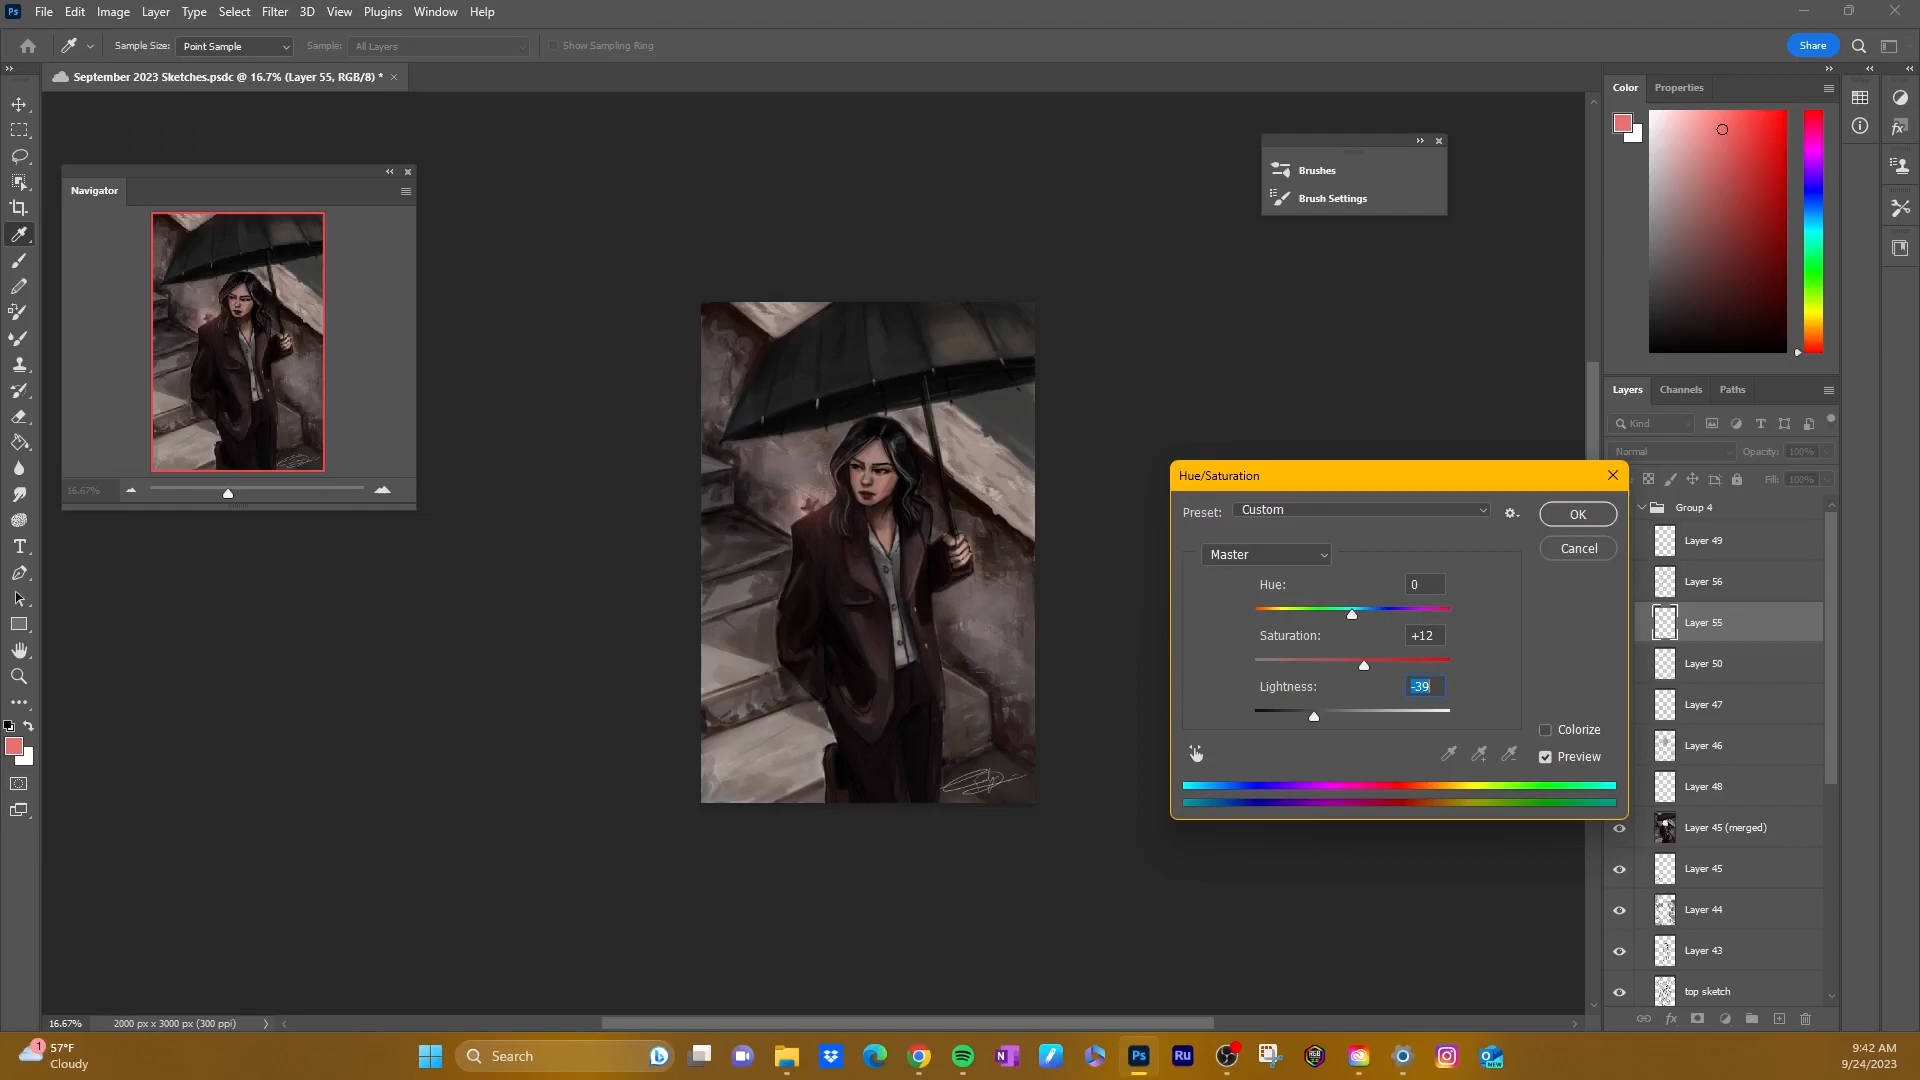 Ps File Edit Image Layer Type Select Filter 3D View Plugins Window Help
Sample Size: Point Sample Sample: All Layers Show Sampling Ring Share
September 2023 Sketches.psdc @ 16.7% (Layer 55, RGB/8) *
Color Properties
Navigator
16.67%
Brushes
Brush Settings
Layers Channels Paths
Kind
Normal Opacity: 100%
Fill: 100%
Group 4
Layer 49
Layer 56
Layer 55
Layer 50
Layer 47
Layer 46
Layer 48
Layer 45 (merged)
Layer 45
Layer 44
Layer 43
top sketch
Hue/Saturation
Preset: Custom OK
Master Cancel
Hue: 0
Saturation: +12
Lightness: -39
Colorize
Preview
16.67% 2000 px x 3000 px (300 ppi)
1 57°F
Cloudy
Search
Ps Ru
NEW
9:42 AM
9/24/2023